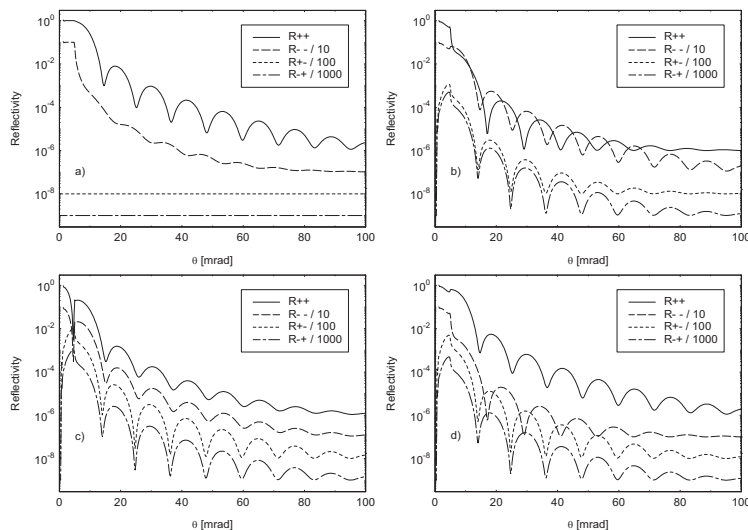 10^0
10^-2
10^-4
10^-6
10^-8
Reflectivity
R++
R- - / 10
R+- / 100
R-+ / 1000
a)
0 20 40 60 80 100
θ [mrad]
10^0
10^-2
10^-4
10^-6
10^-8
Reflectivity
R++
R- - / 10
R+- / 100
R-+ / 1000
b)
0 20 40 60 80 100
θ [mrad]
10^0
10^-2
10^-4
10^-6
10^-8
Reflectivity
R++
R- - / 10
R+- / 100
R-+ / 1000
c)
0 20 40 60 80 100
θ [mrad]
10^0
10^-2
10^-4
10^-6
10^-8
Reflectivity
R++
R- - / 10
R+- / 100
R-+ / 1000
d)
0 20 40 60 80 100
θ [mrad]